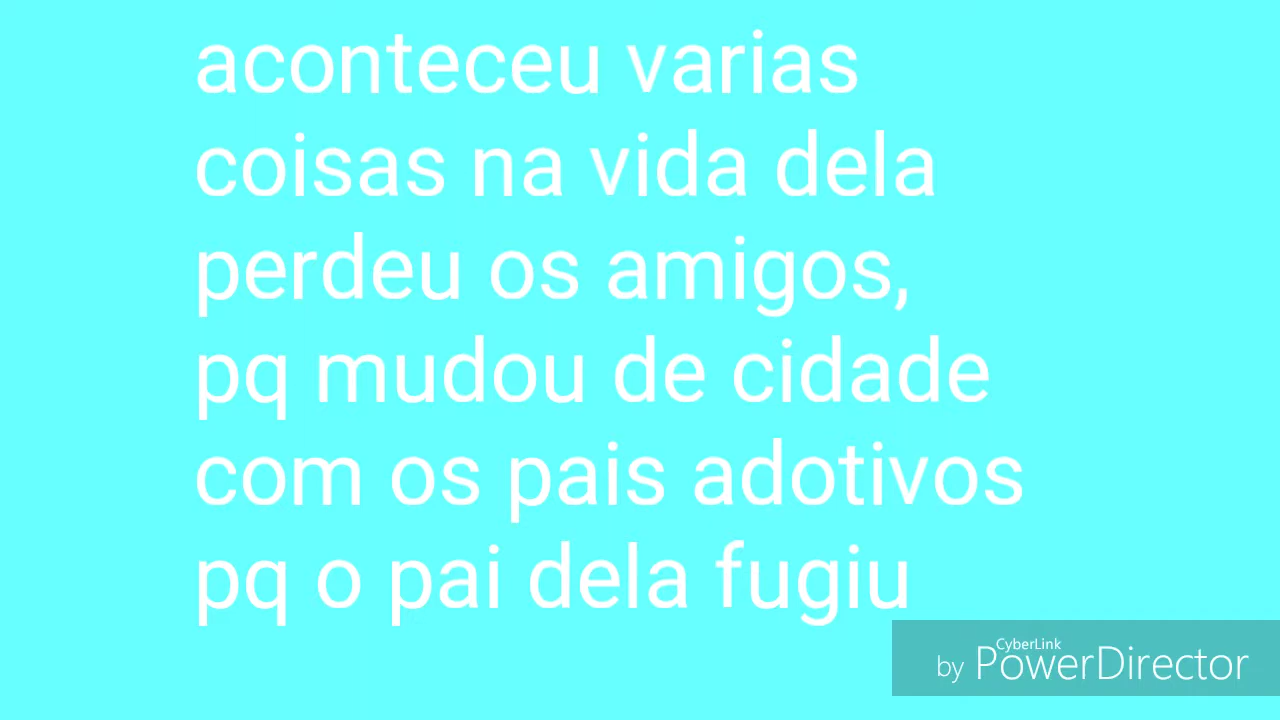 aconteceu varias
coisas na vida dela
perdeu os amigos,
pq mudou de cidade
com os pais adotivos
pq o pai dela fugiu
CyberLink
by PowerDirector